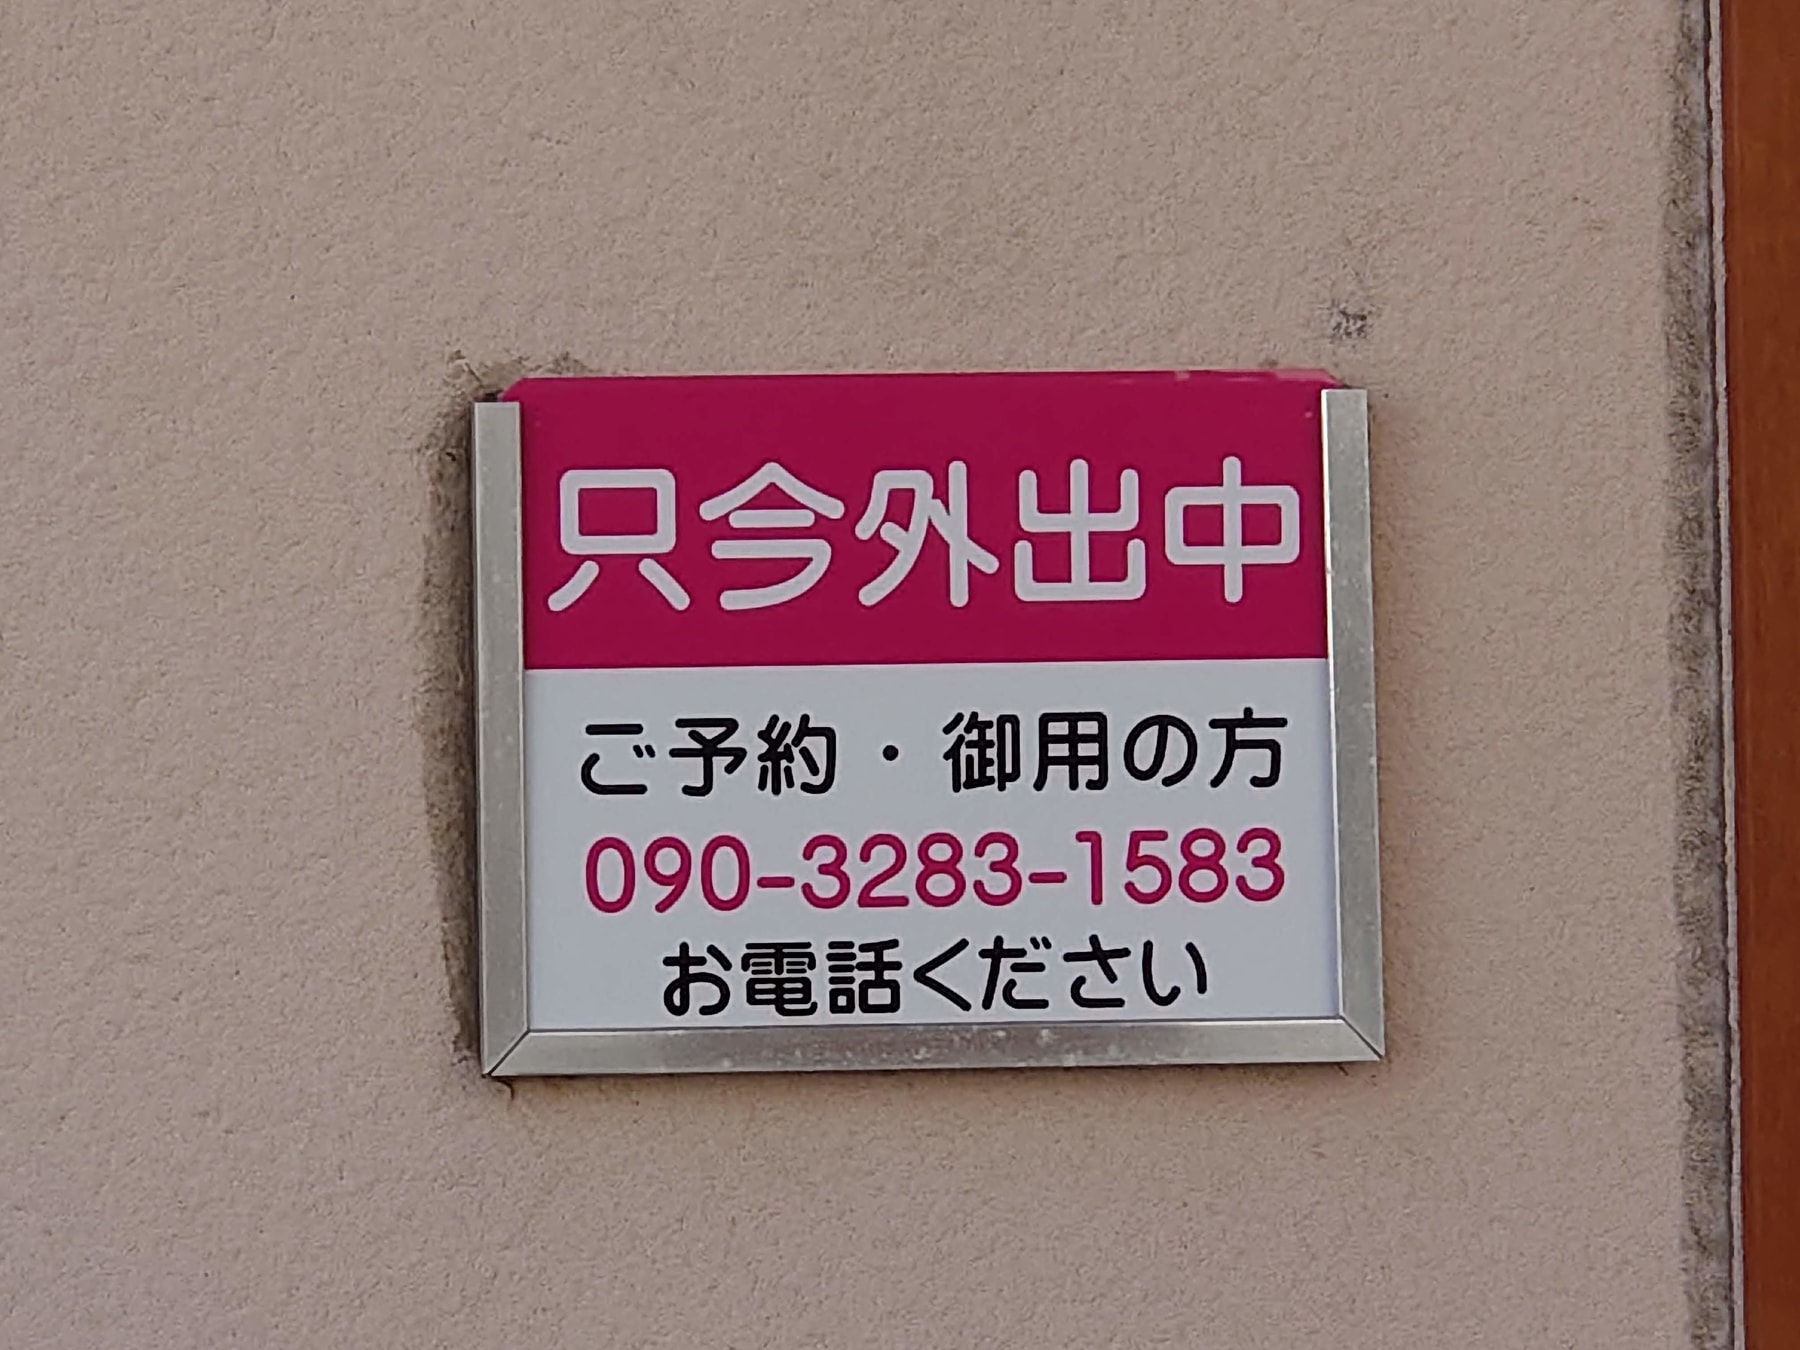 只今外出中
ご予約・御用の方
090-3283-1583
お電話ください